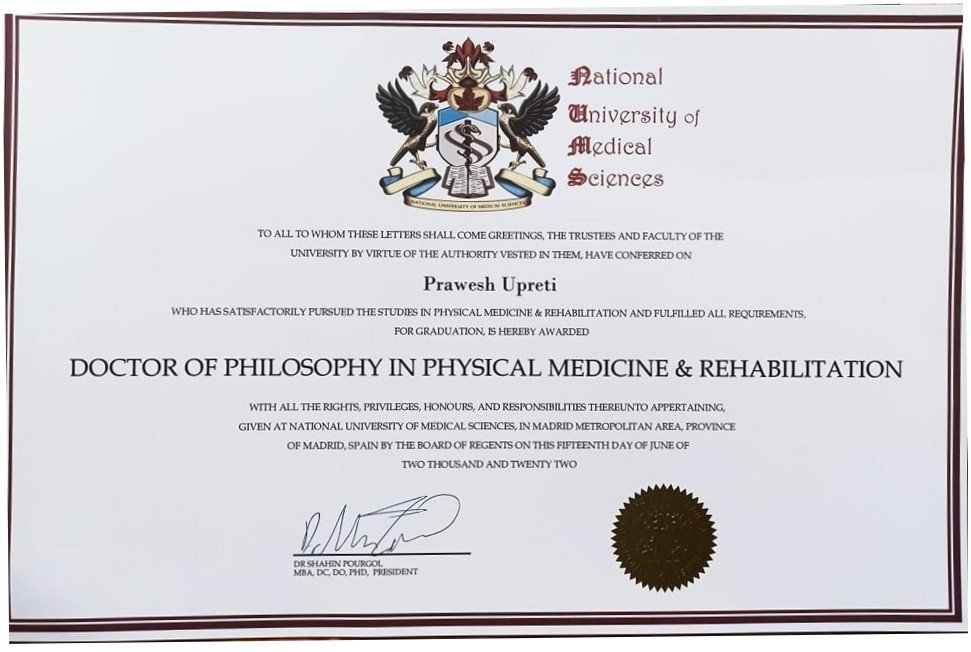 National
University of
Medical
Sciences
NATIONAL UNIVERSITY OF MEDICAL SCIENCES
TO ALL TO WHOM THESE LETTERS SHALL COME GREETINGS, THE TRUSTEES AND FACULTY OF THE
UNIVERSITY BY VIRTUE OF THE AUTHORITY VESTED IN THEM, HAVE CONFERRED ON
Prawesh Upreti
WHO HAS SATISFACTORILY PURSUED THE STUDIES IN PHYSICAL MEDICINE & REHABILITATION AND FULFILLED ALL REQUIREMENTS,
FOR GRADUATION, IS HEREBY AWARDED
DOCTOR OF PHILOSOPHY IN PHYSICAL MEDICINE & REHABILITATION
WITH ALL THE RIGHTS, PRIVILEGES, HONOURS, AND RESPONSIBILITIES THEREUNTO APPERTAINING,
GIVEN AT NATIONAL UNIVERSITY OF MEDICAL SCIENCES, IN MADRID METROPOLITAN AREA, PROVINCE
OF MADRID, SPAIN BY THE BOARD OF REGENTS ON THIS FIFTEENTH DAY OF JUNE OF
TWO THOUSAND AND TWENTY TWO
DR SHAHIN POURGOL
MBA, DC, DO, PHD, PRESIDENT